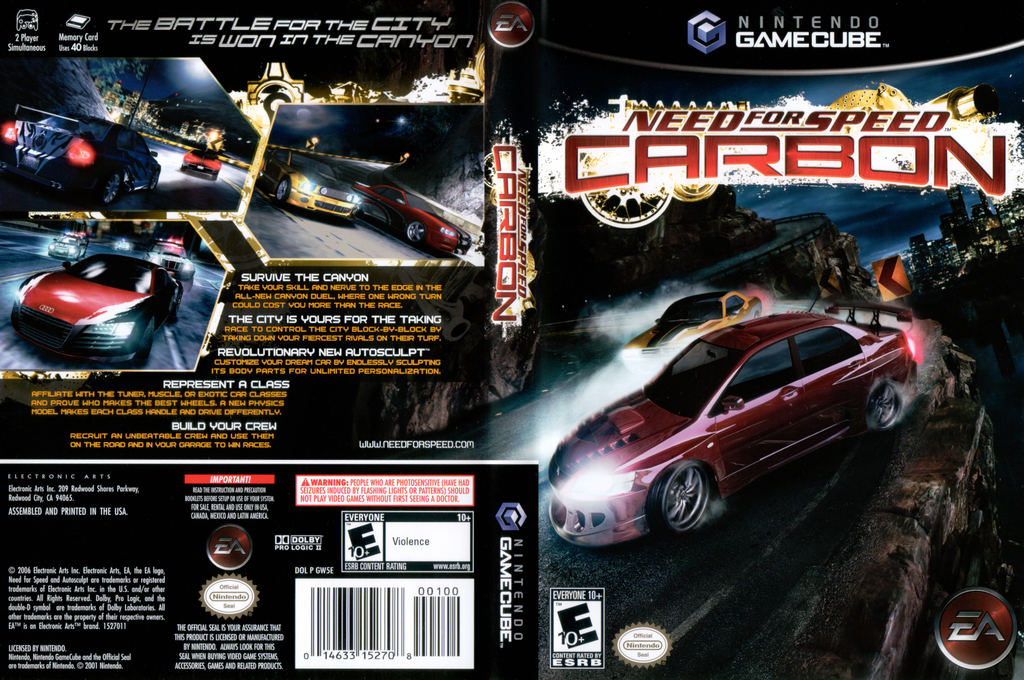 2 Player
Simultaneous
Memory Card
Uses 40 Blocks
THE BATTLE FOR THE CITY
IS WON IN THE CANYON
SURVIVE THE CANYON
TAKE YOUR SKILL AND NERVE TO THE EDGE IN THE
ALL-NEW CANYON DUEL, WHERE ONE WRONG TURN
COULD COST YOU MORE THAN THE RACE.
THE CITY IS YOURS FOR THE TAKING
RACE TO CONTROL THE CITY BLOCK-BY-BLOCK BY
TAKING DOWN YOUR FIERCEST RIVALS ON THEIR TURF.
REVOLUTIONARY NEW AUTOSCULPT™
CUSTOMIZE YOUR DREAM CAR BY ENDLESSLY SCULPTING
ITS BODY PARTS FOR UNLIMITED PERSONALIZATION.
REPRESENT A CLASS
AFFILIATE WITH THE TUNER, MUSCLE, OR EXOTIC CAR CLASSES
AND PROVE WHO MAKES THE BEST WHEELS. A NEW PHYSICS
MODEL MAKES EACH CLASS HANDLE AND DRIVE DIFFERENTLY.
BUILD YOUR CREW
RECRUIT AN UNBEATABLE CREW AND USE THEM
ON THE ROAD AND IN YOUR GARAGE TO WIN RACES.
WWW.NEEDFORSPEED.COM
ELECTRONIC ARTS
Electronic Arts Inc. 209 Redwood Shores Parkway,
Redwood City, CA 94065.
ASSEMBLED AND PRINTED IN THE USA.
© 2006 Electronic Arts Inc. Electronic Arts, EA, the EA logo,
Need for Speed and Autosculpt are trademarks or registered
trademarks of Electronic Arts Inc. in the U.S. and/or other
countries. All Rights Reserved. Dolby, Pro Logic, and the
double-D symbol are trademarks of Dolby Laboratories. All
other trademarks are the property of their respective owners.
EA™ is an Electronic Arts™ brand. 1527011
LICENSED BY NINTENDO.
Nintendo, Nintendo GameCube and the Official Seal
are trademarks of Nintendo. © 2001 Nintendo.
IMPORTANT!
READ THE INSTRUCTION AND PRECAUTION
BOOKLETS BEFORE SETUP OR USE OF YOUR SYSTEM.
FOR SALE, RENTAL AND USE ONLY IN USA,
CANADA, MEXICO AND LATIN AMERICA.
EA
Official
Nintendo
Seal
THE OFFICIAL SEAL IS YOUR ASSURANCE THAT
THIS PRODUCT IS LICENSED OR MANUFACTURED
BY NINTENDO. ALWAYS LOOK FOR THIS
SEAL WHEN BUYING VIDEO GAME SYSTEMS,
ACCESSORIES, GAMES AND RELATED PRODUCTS.
WARNING: PEOPLE WHO ARE PHOTOSENSITIVE (HAVE HAD
SEIZURES INDUCED BY FLASHING LIGHTS OR PATTERNS) SHOULD
NOT PLAY VIDEO GAMES WITHOUT FIRST SEEING A DOCTOR.
DOLBY
PRO LOGIC II
EVERYONE 10+
E 10+
Violence
ESRB CONTENT RATING www.esrb.org
DOL P GW5E
00100
0 14633 15270 8
EA
NEED FOR SPEED
CARBON
NINTENDO
GAMECUBE™
NINTENDO
GAMECUBE™
NEED FOR SPEED™
CARBON
EVERYONE 10+
E 10+
CONTENT RATED BY
ESRB
Official
Nintendo
Seal
EA